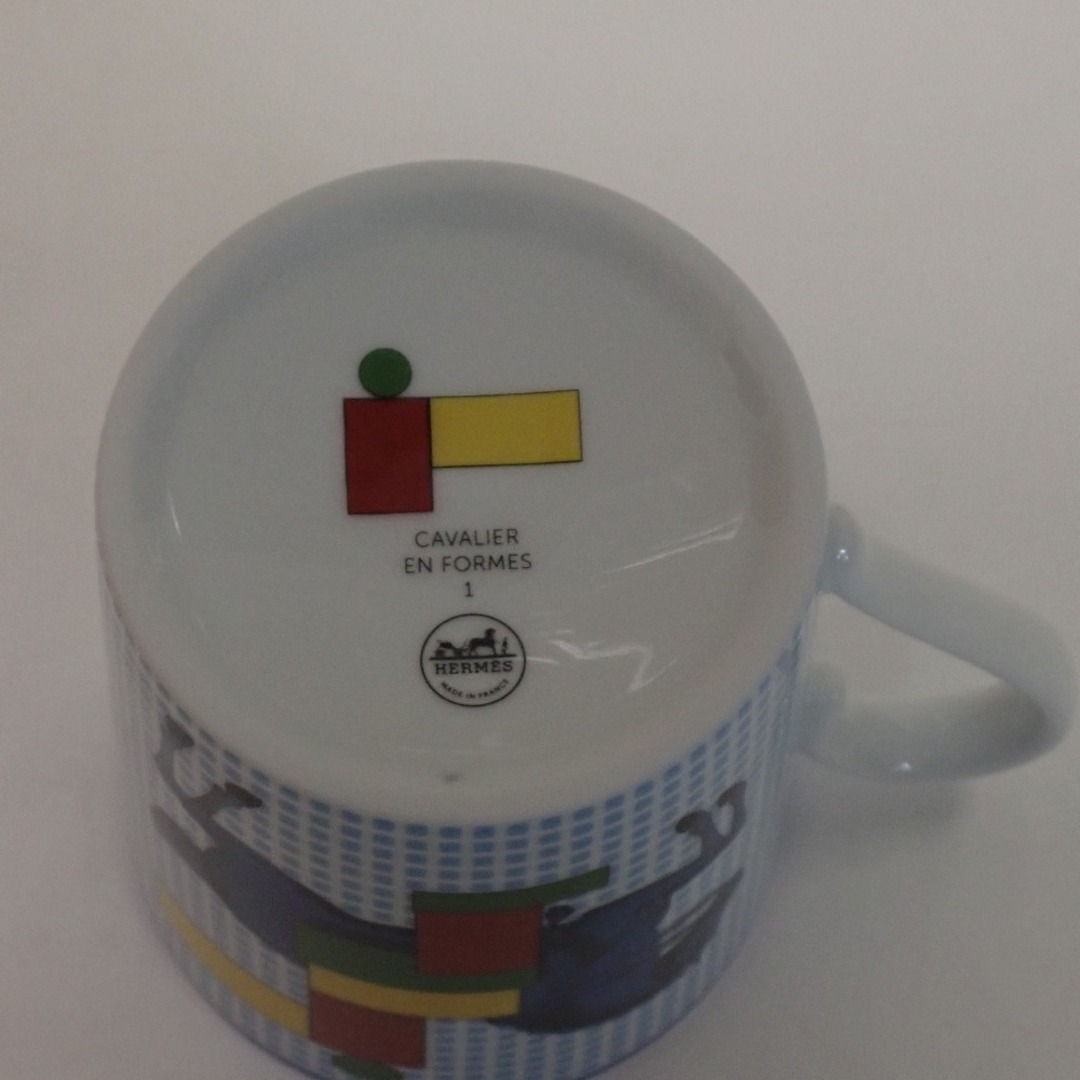 CAVALIER
EN FORMES
1
HERMÈS
MADE IN FRANCE